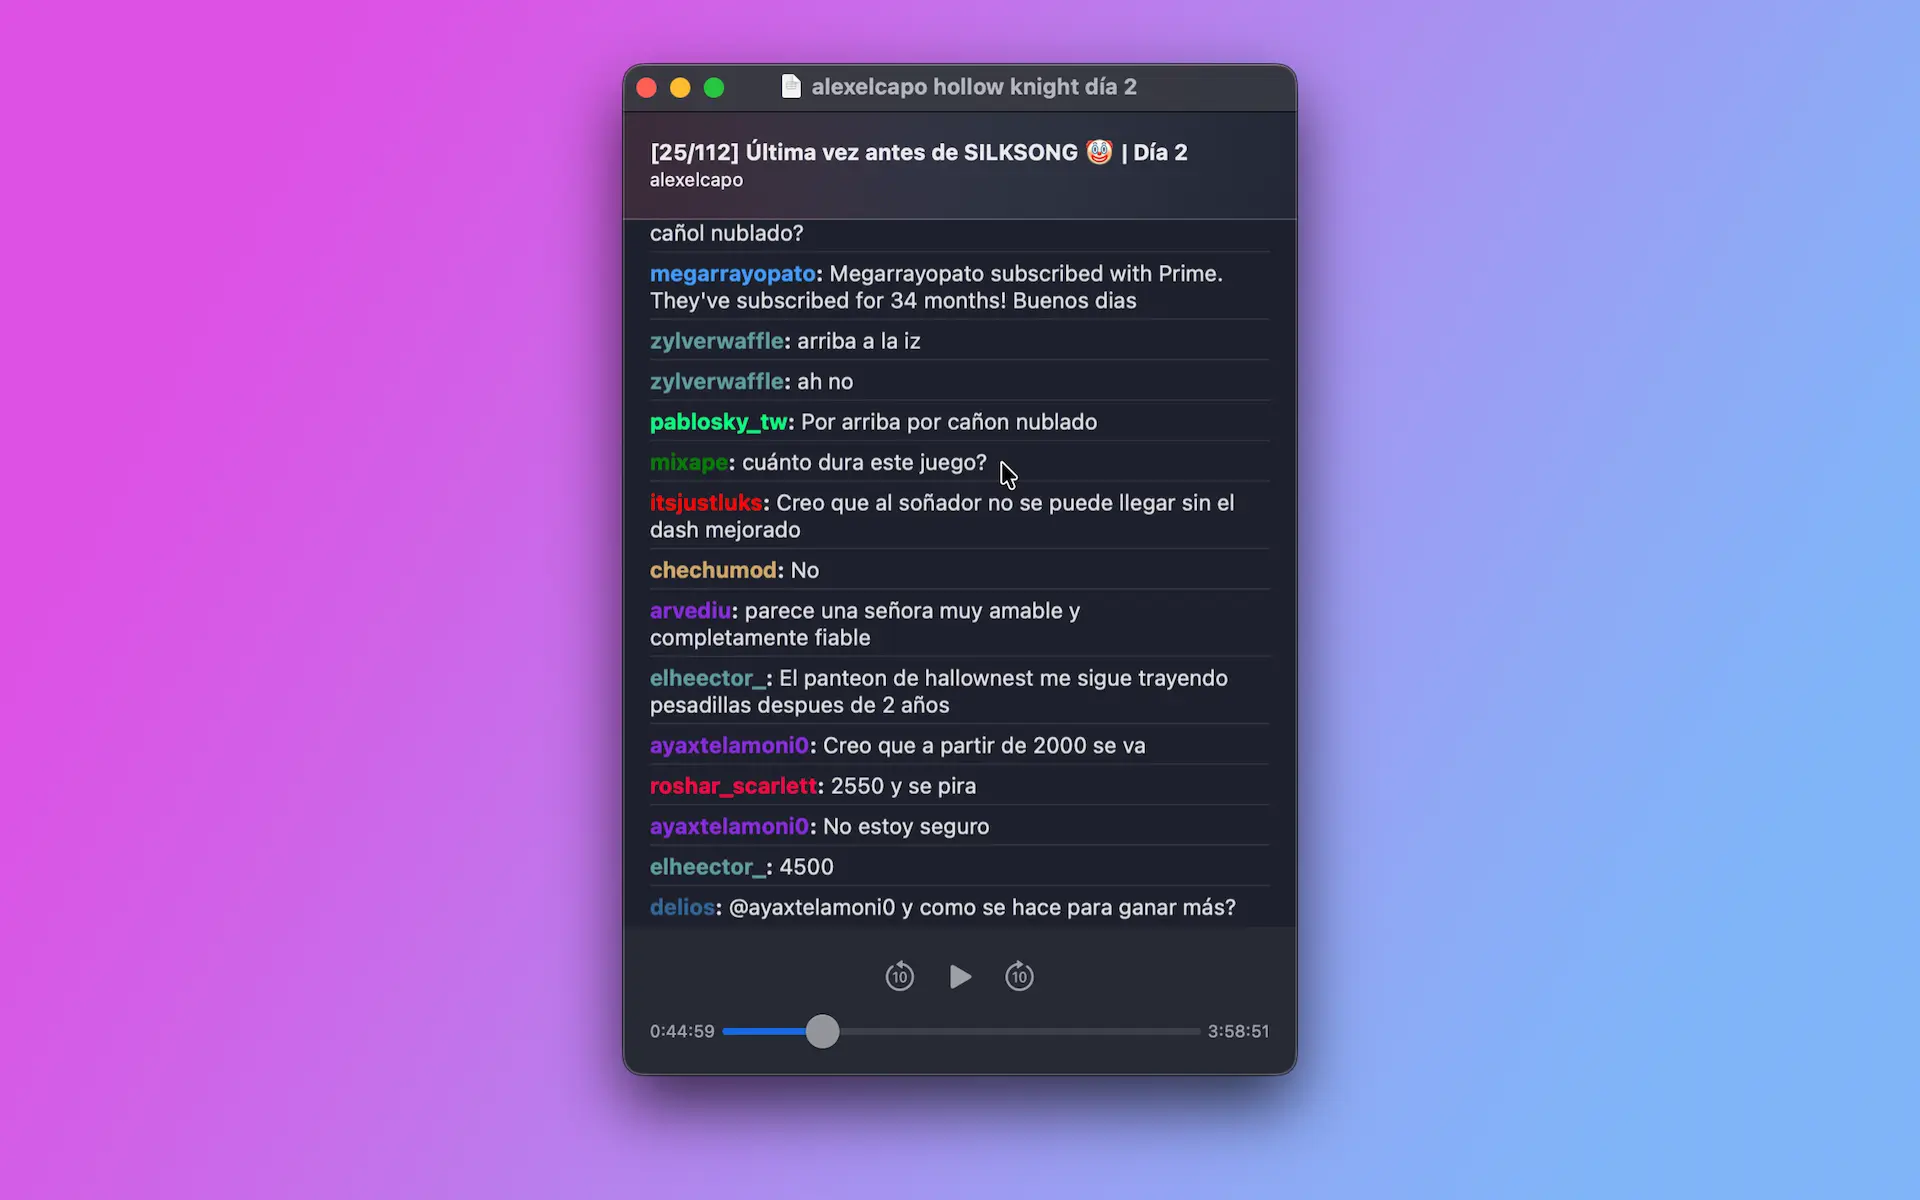 alexelcapo hollow knight día 2
[25/112] Última vez antes de SILKSONG 🤡 | Día 2
alexelcapo
cañol nublado?
megarrayopato: Megarrayopato subscribed with Prime.
They've subscribed for 34 months! Buenos dias
zylverwaffle: arriba a la iz
zylverwaffle: ah no
pablosky_tw: Por arriba por cañon nublado
mixape: cuánto dura este juego?
itsjustluks: Creo que al soñador no se puede llegar sin el
dash mejorado
chechumod: No
arvediu: parece una señora muy amable y
completamente fiable
elheector_: El panteon de hallownest me sigue trayendo
pesadillas despues de 2 años
ayaxtelamoni0: Creo que a partir de 2000 se va
roshar_scarlett: 2550 y se pira
ayaxtelamoni0: No estoy seguro
elheector_: 4500
delios: @ayaxtelamoni0 y como se hace para ganar más?
10 10
0:44:59 3:58:51